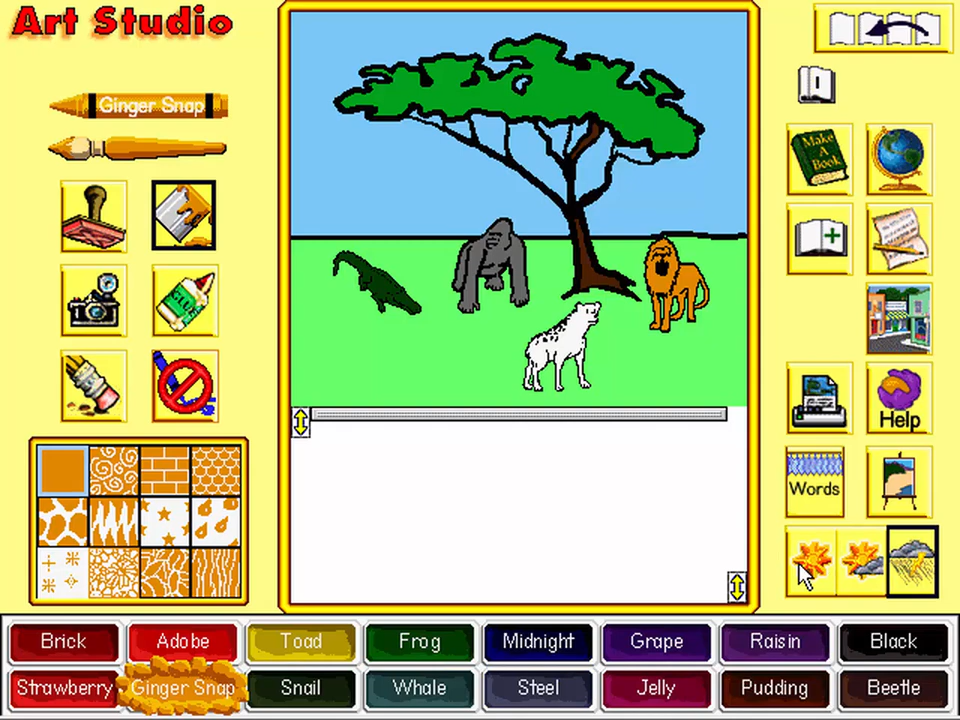 Art Studio
Ginger Snap
Make
A
Book
GLUE
Help
Words
Brick
Adobe
Toad
Frog
Midnight
Grape
Raisin
Black
Strawberry
Ginger Snap
Snail
Whale
Steel
Jelly
Pudding
Beetle